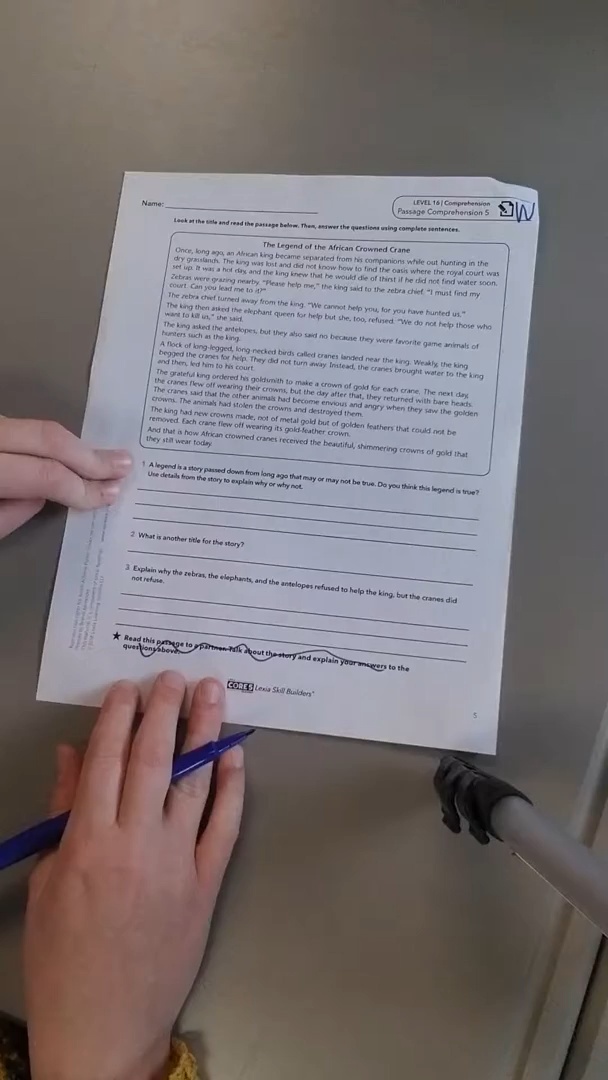 Name:
LEVEL 16 | Comprehension
Passage Comprehension 5
W
Look at the title and read the passage below. Then, answer the questions using complete sentences.
The Legend of the African Crowned Crane
Once, long ago, an African king became separated from his companions while out hunting in the
dry grasslands. The king was lost and did not know how to find the oasis where the royal court was
set up. It was a hot day, and the king knew that he would die of thirst if he did not find water soon.
Zebras were grazing nearby. "Please help me," the king said to the zebra chief. "I must find my
court. Can you lead me to it?"
The zebra chief turned away from the king. "We cannot help you, for you have hunted us."
The king then asked the elephant queen for help but she, too, refused. "We do not help those who
want to kill us," she said.
The king asked the antelopes, but they also said no because they were favorite game animals of
hunters such as the king.
A flock of long-legged, long-necked birds called cranes landed near the king. Weakly, the king
begged the cranes for help. They did not turn away. Instead, the cranes brought water to the king
and then, led him to his court.
The grateful king ordered his goldsmith to make a crown of gold for each crane. The next day,
the cranes flew off wearing their crowns, but the day after that, they returned with bare heads.
The cranes said that the other animals had become envious and angry when they saw the golden
crowns. The animals had stolen the crowns and destroyed them.
The king had new crowns made, not of metal gold but of golden feathers that could not be
removed. Each crane flew off wearing its gold-feather crown.
And that is how African crowned cranes received the beautiful, shimmering crowns of gold that
they still wear today.
1 A legend is a story passed down from long ago that may or may not be true. Do you think this legend is true?
Use details from the story to explain why or why not.
2 What is another title for the story?
3 Explain why the zebras, the elephants, and the antelopes refused to help the king, but the cranes did
not refuse.
★ Read this passage to a partner. Talk about the story and explain your answers to the
questions above.
CORE5 Lexia Skill Builders®
5